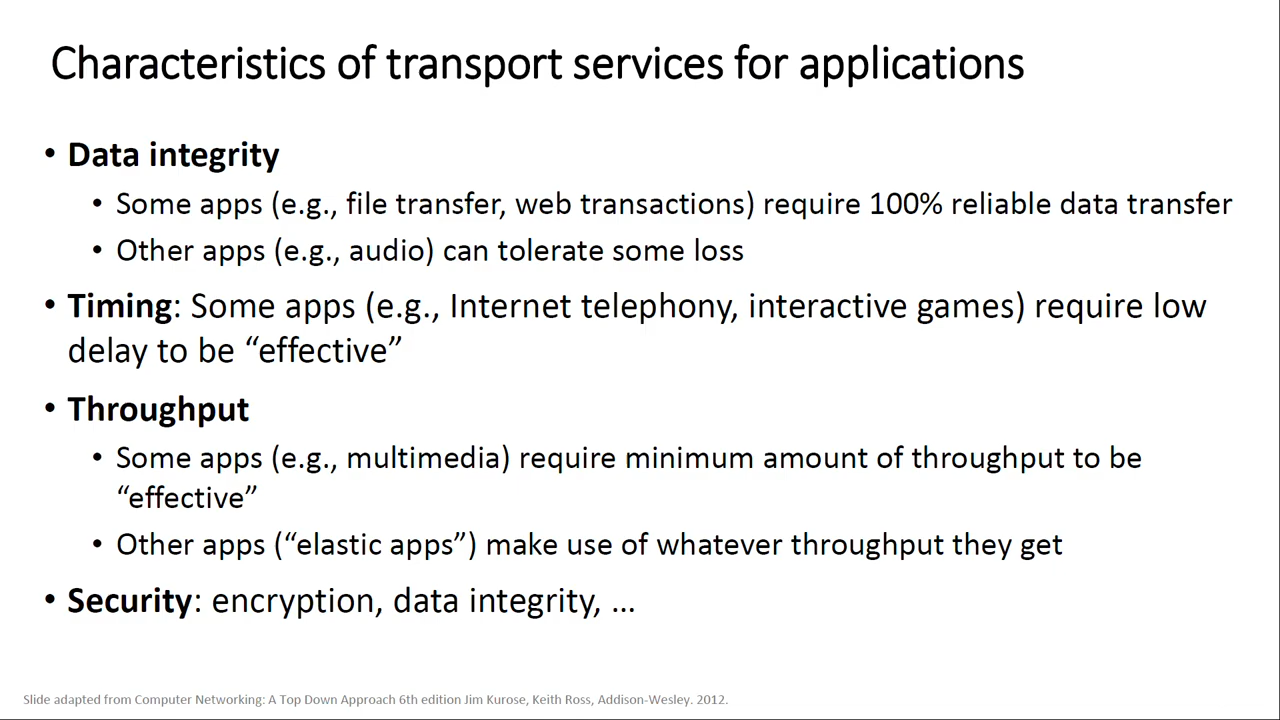 Characteristics of transport services for applications
• Data integrity
• Some apps (e.g., file transfer, web transactions) require 100% reliable data transfer
• Other apps (e.g., audio) can tolerate some loss
• Timing: Some apps (e.g., Internet telephony, interactive games) require low
delay to be “effective”
• Throughput
• Some apps (e.g., multimedia) require minimum amount of throughput to be
“effective”
• Other apps (“elastic apps”) make use of whatever throughput they get
• Security: encryption, data integrity, …
Slide adapted from Computer Networking: A Top Down Approach 6th edition Jim Kurose, Keith Ross, Addison-Wesley. 2012.